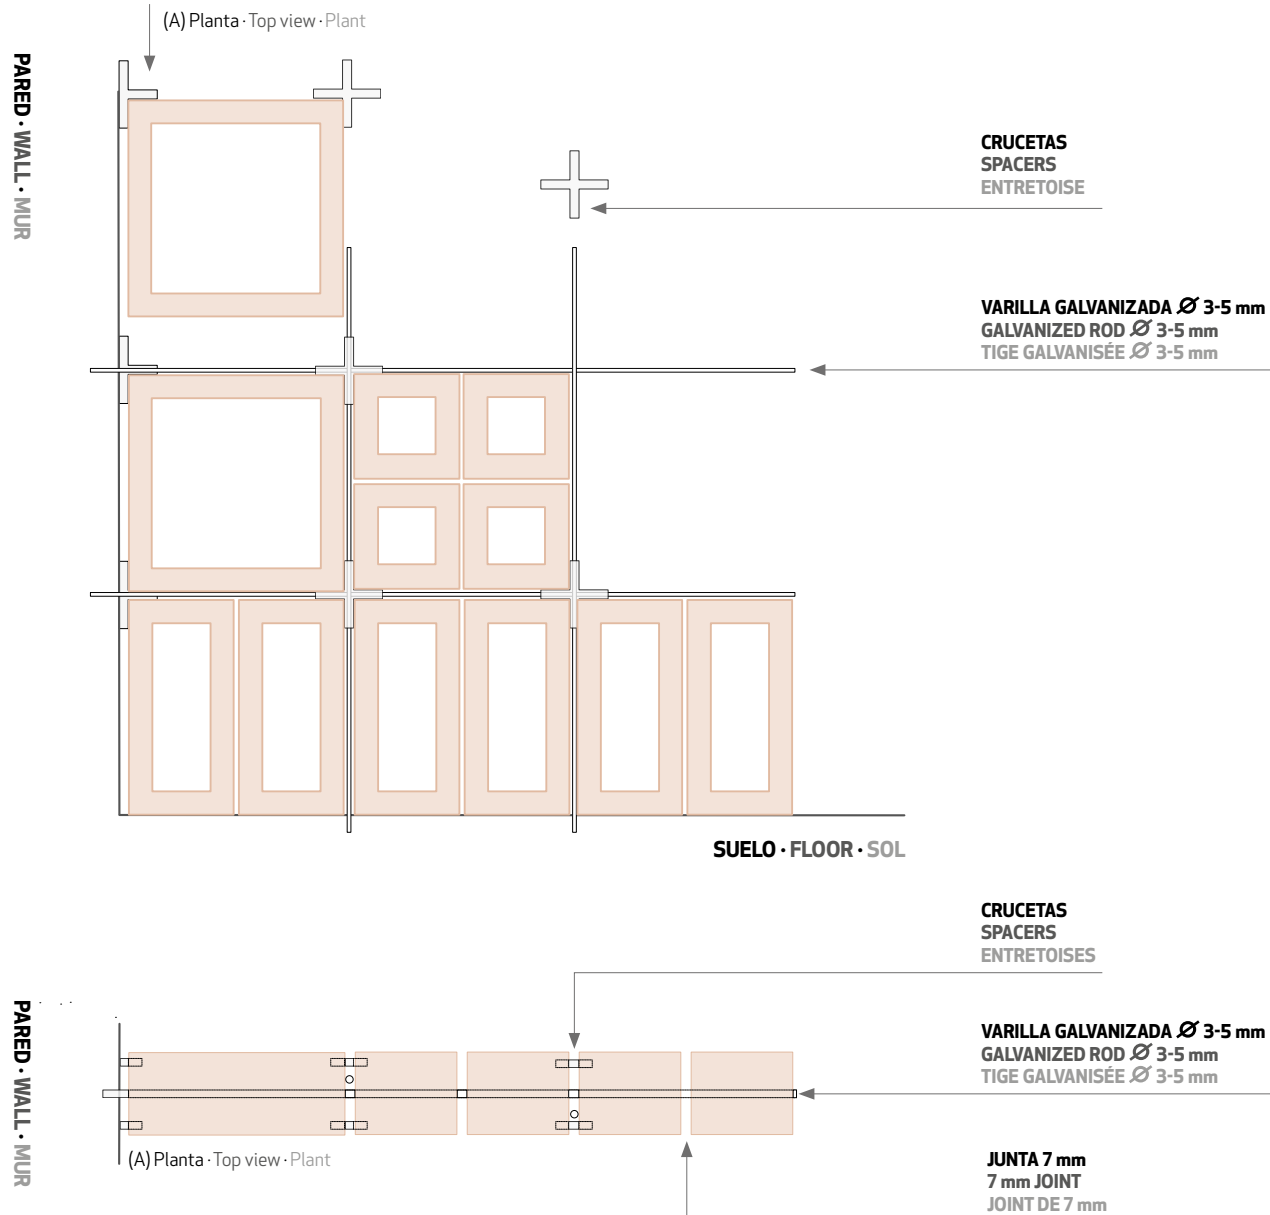 (A) Planta · Top view · Plant
PARED · WALL · MUR
CRUCETAS
SPACERS
ENTRETOISE
VARILLA GALVANIZADA Ø 3-5 mm
GALVANIZED ROD Ø 3-5 mm
TIGE GALVANISÉE Ø 3-5 mm
SUELO · FLOOR · SOL
CRUCETAS
SPACERS
ENTRETOISES
PARED · WALL · MUR
VARILLA GALVANIZADA Ø 3-5 mm
GALVANIZED ROD Ø 3-5 mm
TIGE GALVANISÉE Ø 3-5 mm
(A) Planta · Top view · Plant
JUNTA 7 mm
7 mm JOINT
JOINT DE 7 mm